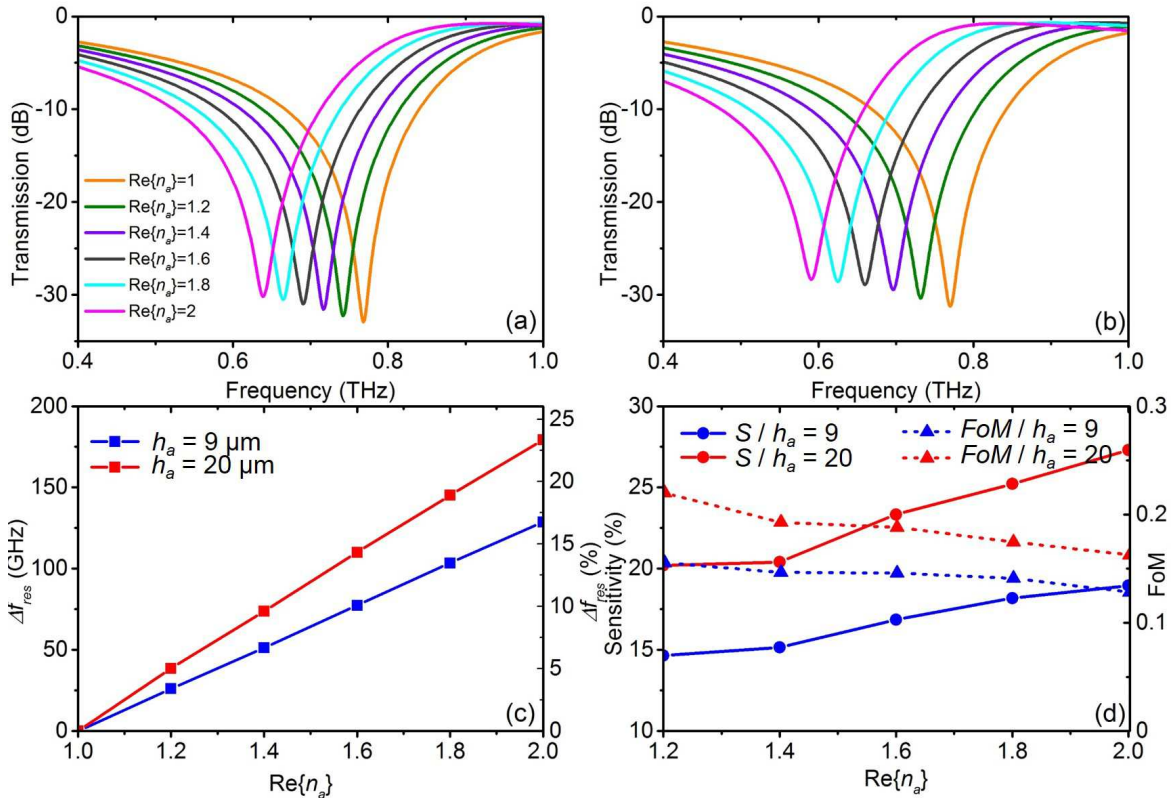 0
-10
-20
-30
Transmission (dB)
Re{n_a}=1
Re{n_a}=1.2
Re{n_a}=1.4
Re{n_a}=1.6
Re{n_a}=1.8
Re{n_a}=2
(a)
0.4 0.6 0.8 1.0
Frequency (THz)
0
-10
-20
-30
Transmission (dB)
(b)
0.4 0.6 0.8 1.0
Frequency (THz)
200
150
100
50
0
Δf_res (GHz)
h_a = 9 µm
h_a = 20 µm
25
20
15
10
5
0
Δf_res (%)
(c)
1.0 1.2 1.4 1.6 1.8 2.0
Re{n_a}
30
25
20
15
10
Sensitivity (%)
S / h_a = 9
S / h_a = 20
FoM / h_a = 9
FoM / h_a = 20
0.3
0.2
0.1
0
FoM
(d)
1.2 1.4 1.6 1.8 2.0
Re{n_a}